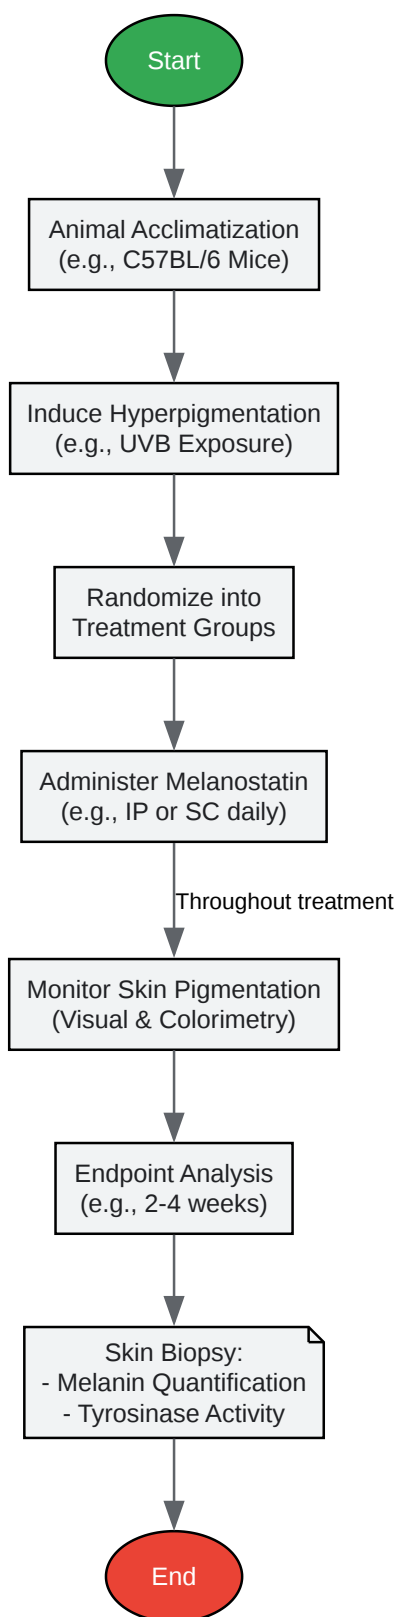 Start
Animal Acclimatization
(e.g., C57BL/6 Mice)
Induce Hyperpigmentation
(e.g., UVB Exposure)
Randomize into
Treatment Groups
Administer Melanostatin
(e.g., IP or SC daily)
Throughout treatment
Monitor Skin Pigmentation
(Visual & Colorimetry)
Endpoint Analysis
(e.g., 2-4 weeks)
Skin Biopsy:
- Melanin Quantification
- Tyrosinase Activity
End